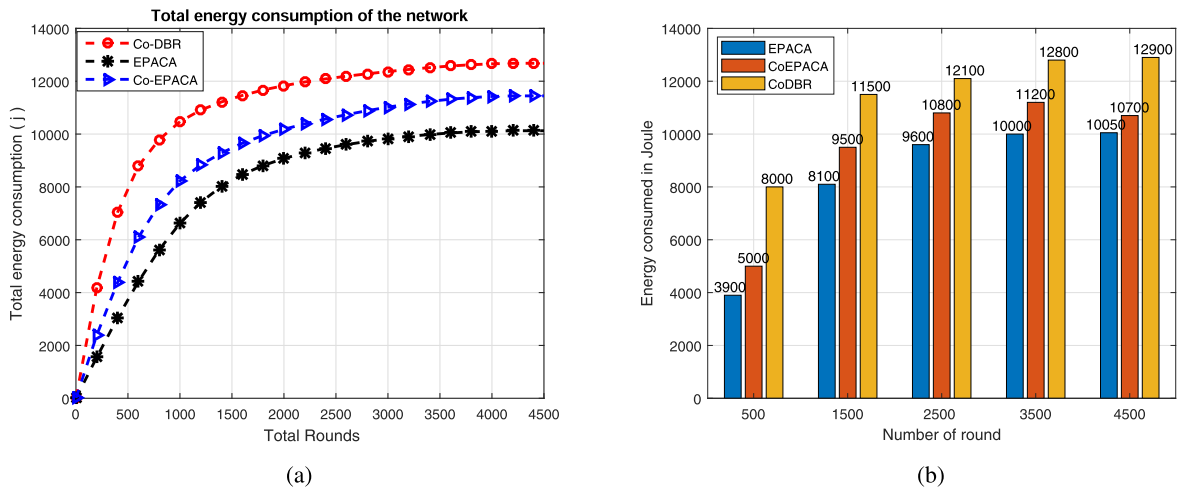 Total energy consumption of the network
14000
12000
10000
8000
6000
4000
2000
0
Total energy consumption ( j )
Co-DBR
EPACA
Co-EPACA
0 500 1000 1500 2000 2500 3000 3500 4000 4500
Total Rounds
(a)
14000
12000
10000
8000
6000
4000
2000
0
Energy consumed in Joule
EPACA
CoEPACA
CoDBR
3900 5000 8000
8100 9500 11500
9600 10800 12100
10000 11200 12800
10050 10700 12900
500 1500 2500 3500 4500
Number of round
(b)